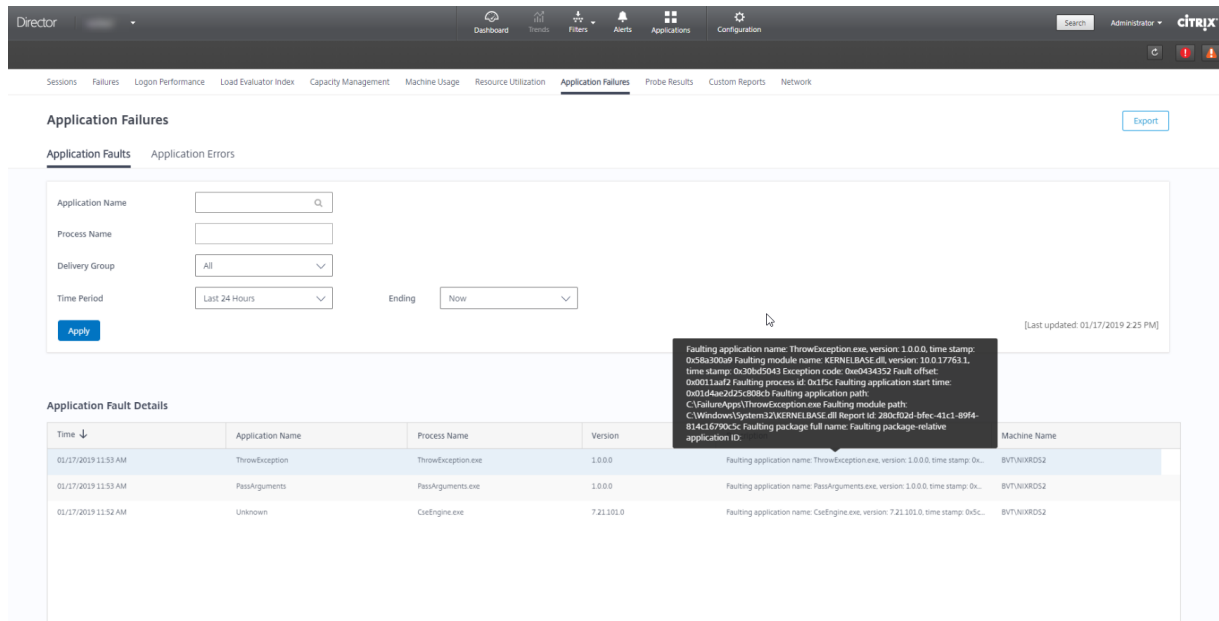 Director
Dashboard Trends Filters Alerts Applications Configuration
Search Administrator CITRIX
Sessions Failures Logon Performance Load Evaluator Index Capacity Management Machine Usage Resource Utilization Application Failures Probe Results Custom Reports Network
Application Failures
Export
Application Faults Application Errors
Application Name
Process Name
Delivery Group All
Time Period Last 24 Hours Ending Now
Apply
[Last updated: 01/17/2019 2:25 PM]
Faulting application name: ThrowException.exe, version: 1.0.0.0, time stamp:
0x58a300a9 Faulting module name: KERNELBASE.dll, version: 10.0.17763.1,
time stamp: 0x30bd5043 Exception code: 0xe0434352 Fault offset:
0x0011aaf2 Faulting process id: 0x1f5c Faulting application start time:
0x01d4ae2d25c808cb Faulting application path:
C:\FailureApps\ThrowException.exe Faulting module path:
C:\Windows\System32\KERNELBASE.dll Report Id: 280cf02d-bfec-41c1-89f4-
814c16790c5c Faulting package full name: Faulting package-relative
application ID:
Application Fault Details
Time Application Name Process Name Version Machine Name
01/17/2019 11:53 AM ThrowException ThrowException.exe 1.0.0.0 Faulting application name: ThrowException.exe, version: 1.0.0.0, time stamp: 0x... BVT\NIXRDS2
01/17/2019 11:53 AM PassArguments PassArguments.exe 1.0.0.0 Faulting application name: PassArguments.exe, version: 1.0.0.0, time stamp: 0x... BVT\NIXRDS2
01/17/2019 11:52 AM Unknown CseEngine.exe 7.21.101.0 Faulting application name: CseEngine.exe, version: 7.21.101.0, time stamp: 0x5c... BVT\NIXRDS2